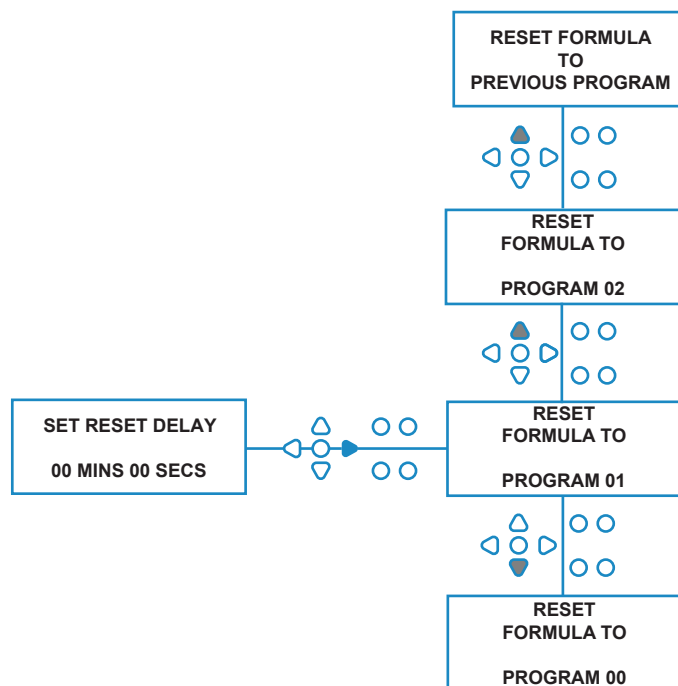 RESET FORMULA
TO
PREVIOUS PROGRAM
RESET
FORMULA TO
PROGRAM 02
SET RESET DELAY
00 MINS 00 SECS
RESET
FORMULA TO
PROGRAM 01
RESET
FORMULA TO
PROGRAM 00